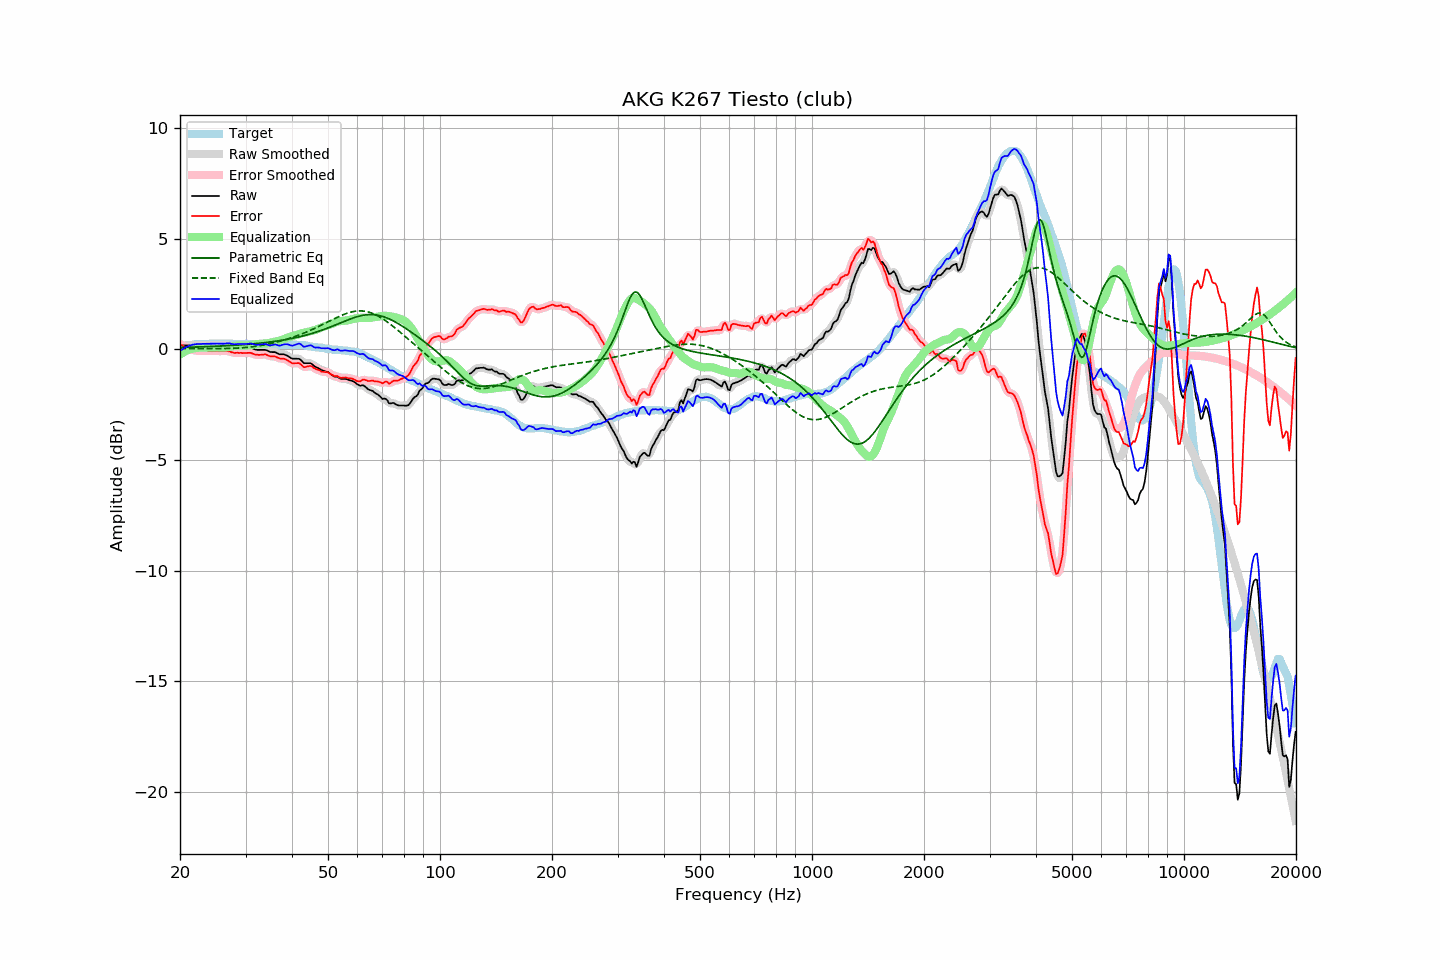 AKG K267 Tiesto (club)
Target
Raw Smoothed
Error Smoothed
Raw
Error
Equalization
Parametric Eq
Fixed Band Eq
Equalized
10
5
0
−5
−10
−15
−20
Amplitude (dBr)
20 50 100 200 500 1000 2000 5000 10000 20000
Frequency (Hz)